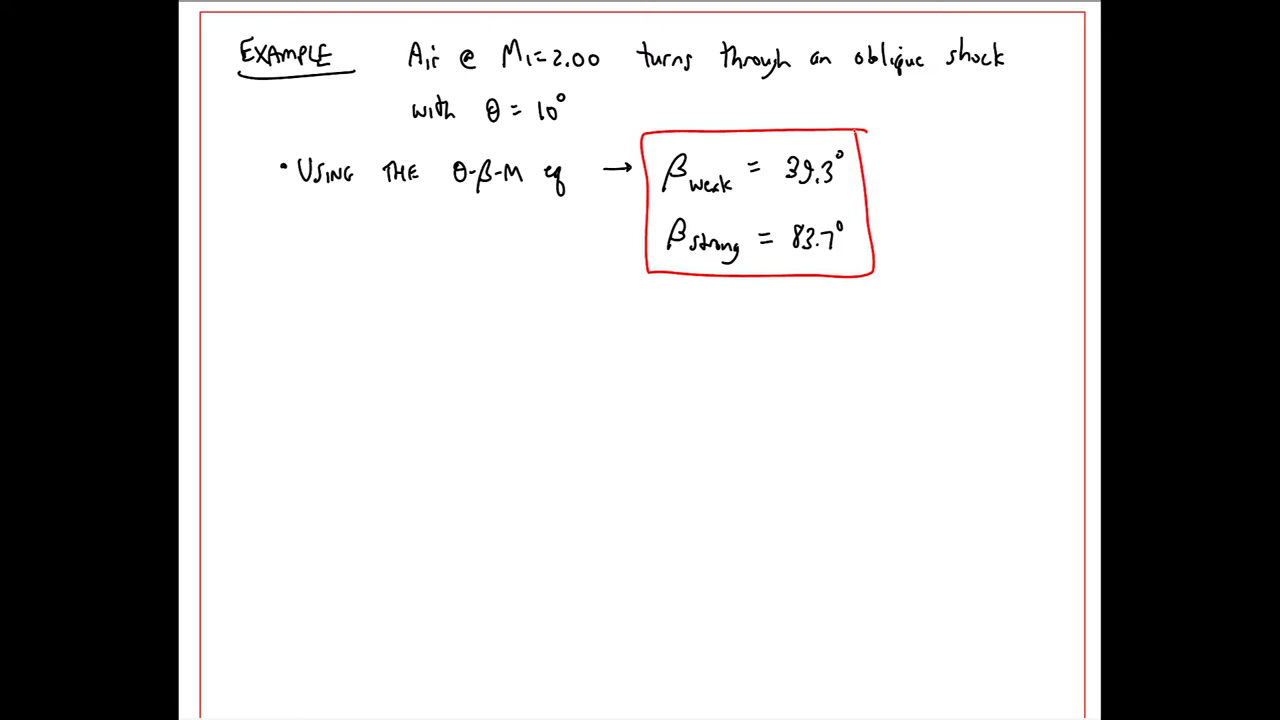 EXAMPLE Air @ M₁=2.00 turns through an oblique shock
with θ = 10°
• USING THE θ-β-M eq → β weak = 39.3°
β strong = 83.7°